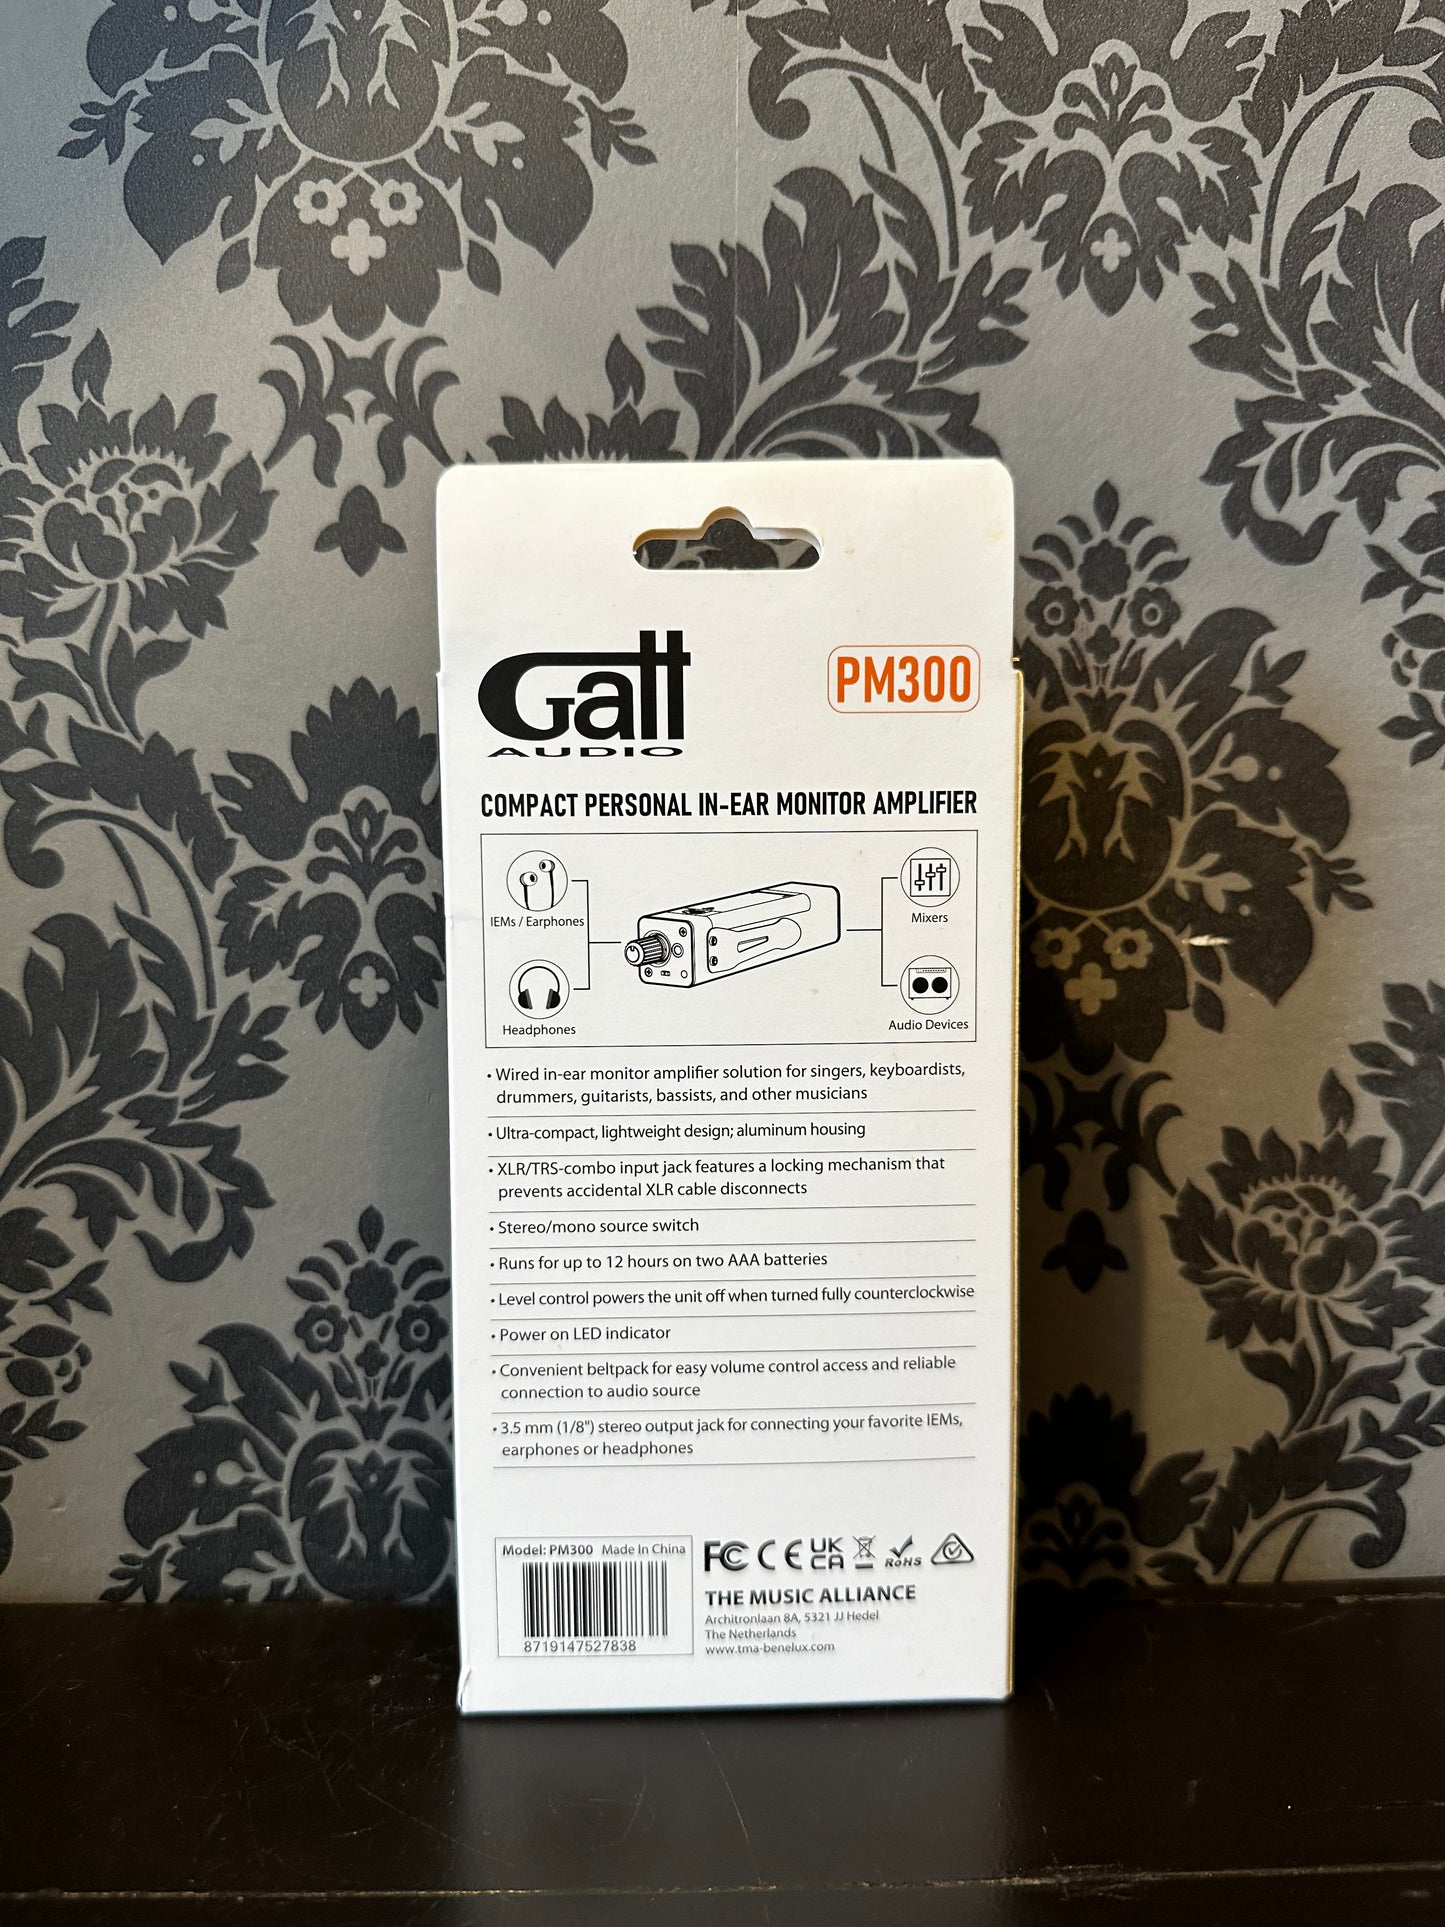 Gatt
AUDIO
PM300
COMPACT PERSONAL IN-EAR MONITOR AMPLIFIER
IEMs / Earphones
Mixers
Headphones
Audio Devices
• Wired in-ear monitor amplifier solution for singers, keyboardists,
drummers, guitarists, bassists, and other musicians
• Ultra-compact, lightweight design; aluminum housing
• XLR/TRS-combo input jack features a locking mechanism that
prevents accidental XLR cable disconnects
• Stereo/mono source switch
• Runs for up to 12 hours on two AAA batteries
• Level control powers the unit off when turned fully counterclockwise
• Power on LED indicator
• Convenient beltpack for easy volume control access and reliable
connection to audio source
• 3.5 mm (1/8") stereo output jack for connecting your favorite IEMs,
earphones or headphones
Model: PM300 Made In China
8719147527838
FC CE UK
CA
RoHS
THE MUSIC ALLIANCE
Architronlaan 8A, 5321 JJ Hedel
The Netherlands
www.tma-benelux.com